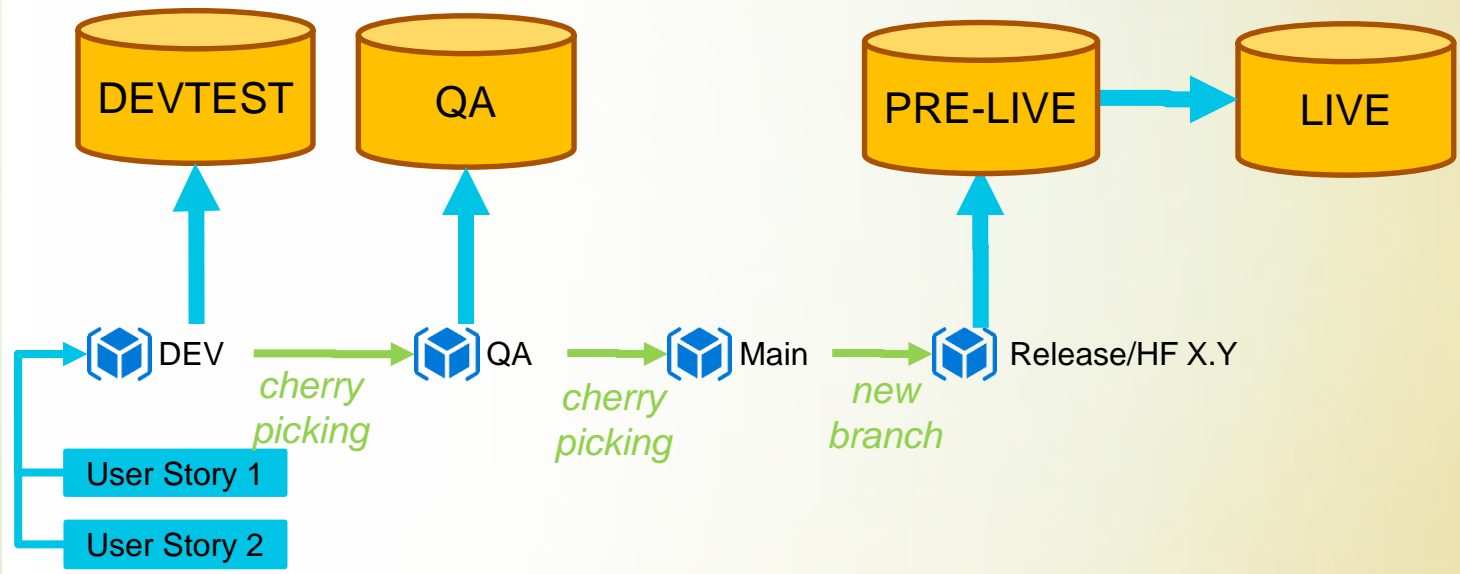 DEVTEST
QA
PRE-LIVE
LIVE
DEV
QA
Main
Release/HF X.Y
cherry
picking
cherry
picking
new
branch
User Story 1
User Story 2